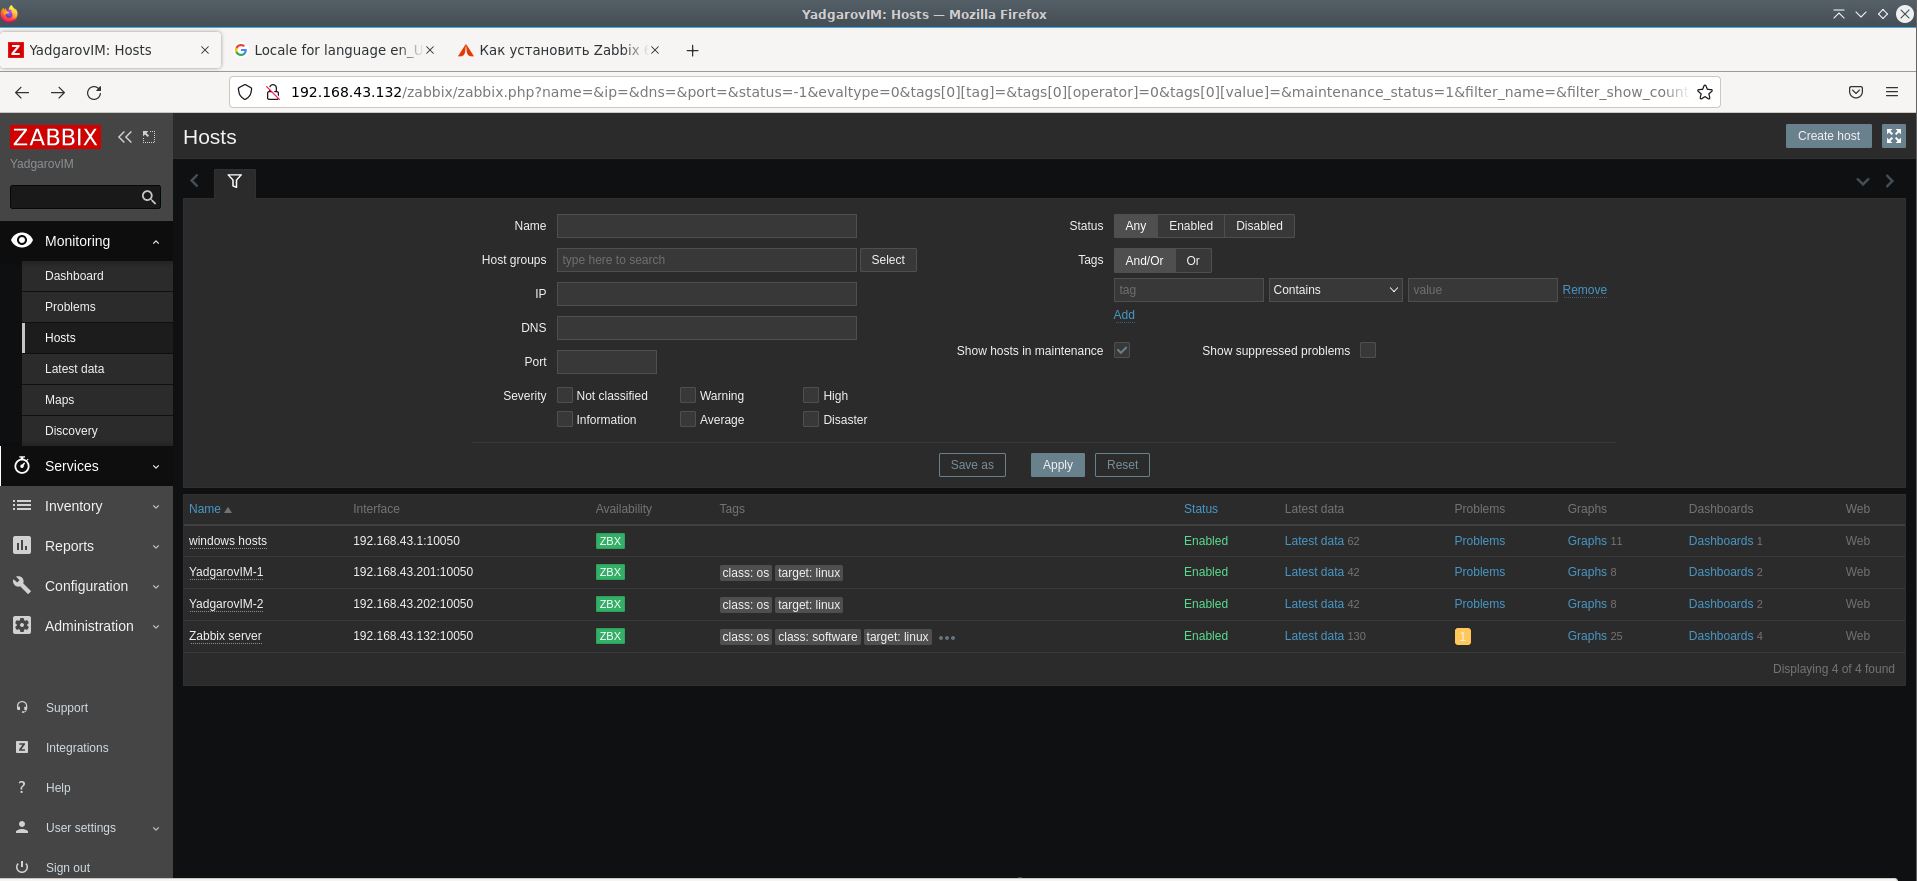 YadgarovIM: Hosts — Mozilla Firefox
YadgarovIM: Hosts
Locale for language en_U
Как установить Zabbix
192.168.43.132/zabbix/zabbix.php?name=&ip=&dns=&port=&status=-1&evaltype=0&tags[0][tag]=&tags[0][operator]=0&tags[0][value]=&maintenance_status=1&filter_name=&filter_show_count
ZABBIX
YadgarovIM
Monitoring
Dashboard
Problems
Hosts
Latest data
Maps
Discovery
Services
Inventory
Reports
Configuration
Administration
Support
Integrations
Help
User settings
Sign out
Hosts
Create host
Name
Host groups type here to search Select
IP
DNS
Port
Severity Not classified Warning High
Information Average Disaster
Status Any Enabled Disabled
Tags And/Or Or
tag Contains value Remove
Add
Show hosts in maintenance Show suppressed problems
Save as Apply Reset
Name Interface Availability Tags Status Latest data Problems Graphs Dashboards Web
windows hosts 192.168.43.1:10050 ZBX Enabled Latest data 62 Problems Graphs 11 Dashboards 1 Web
YadgarovIM-1 192.168.43.201:10050 ZBX class: os target: linux Enabled Latest data 42 Problems Graphs 8 Dashboards 2 Web
YadgarovIM-2 192.168.43.202:10050 ZBX class: os target: linux Enabled Latest data 42 Problems Graphs 8 Dashboards 2 Web
Zabbix server 192.168.43.132:10050 ZBX class: os class: software target: linux ••• Enabled Latest data 130 1 Graphs 25 Dashboards 4 Web
Displaying 4 of 4 found